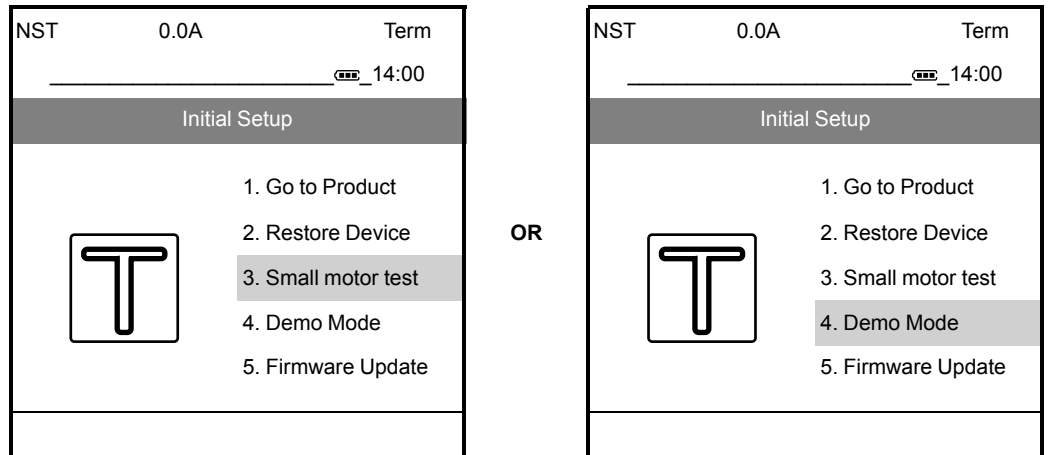 NST 0.0A Term
_14:00
Initial Setup
1. Go to Product
2. Restore Device
3. Small motor test
4. Demo Mode
5. Firmware Update
T
OR
NST 0.0A Term
_14:00
Initial Setup
1. Go to Product
2. Restore Device
3. Small motor test
4. Demo Mode
5. Firmware Update
T